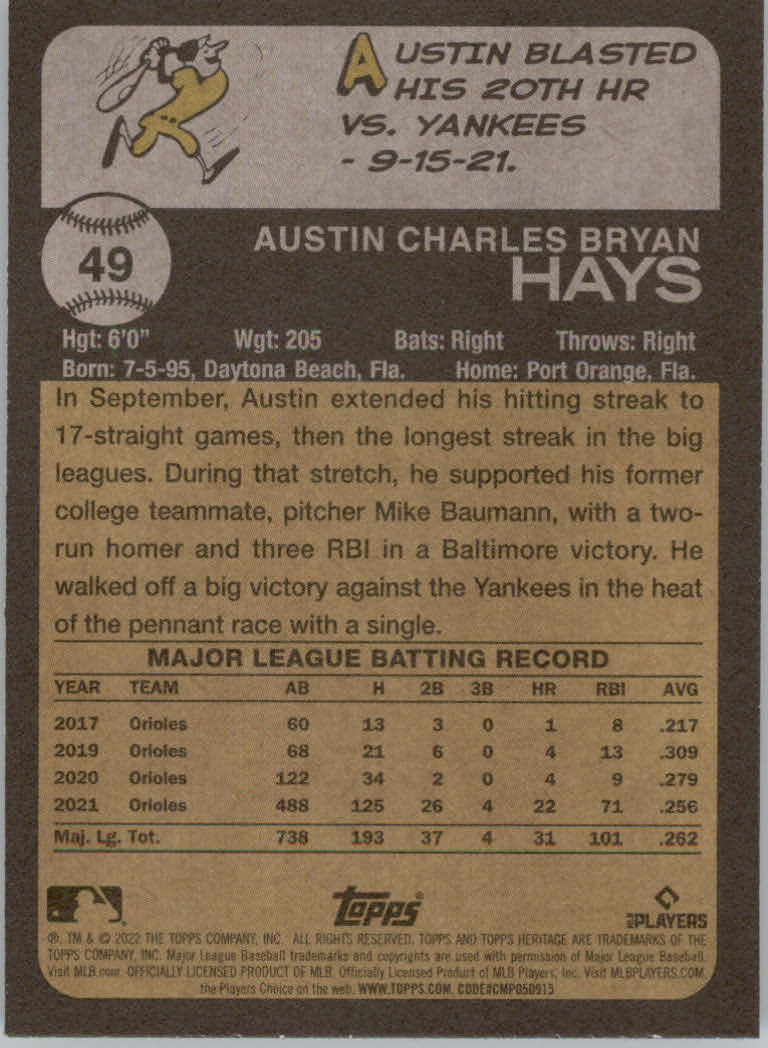 AUSTIN BLASTED
HIS 20TH HR
VS. YANKEES
- 9-15-21.
49
AUSTIN CHARLES BRYAN
HAYS
Hgt: 6'0" Wgt: 205 Bats: Right Throws: Right
Born: 7-5-95, Daytona Beach, Fla. Home: Port Orange, Fla.
In September, Austin extended his hitting streak to
17-straight games, then the longest streak in the big
leagues. During that stretch, he supported his former
college teammate, pitcher Mike Baumann, with a two-
run homer and three RBI in a Baltimore victory. He
walked off a big victory against the Yankees in the heat
of the pennant race with a single.
MAJOR LEAGUE BATTING RECORD
YEAR TEAM AB H 2B 3B HR RBI AVG
2017 Orioles 60 13 3 0 1 8 .217
2019 Orioles 68 21 6 0 4 13 .309
2020 Orioles 122 34 2 0 4 9 .279
2021 Orioles 488 125 26 4 22 71 .256
Maj. Lg. Tot. 738 193 37 4 31 101 .262
Topps®
MLB PLAYERS
®, TM & © 2022 THE TOPPS COMPANY, INC. ALL RIGHTS RESERVED. TOPPS AND TOPPS HERITAGE ARE TRADEMARKS OF THE
TOPPS COMPANY, INC. Major League Baseball trademarks and copyrights are used with permission of Major League Baseball.
Visit MLB.com. OFFICIALLY LICENSED PRODUCT OF MLB. Officially Licensed Product of MLB Players, Inc. Visit MLBPLAYERS.COM,
the Players Choice on the web. WWW.TOPPS.COM. CODE#CMP050915